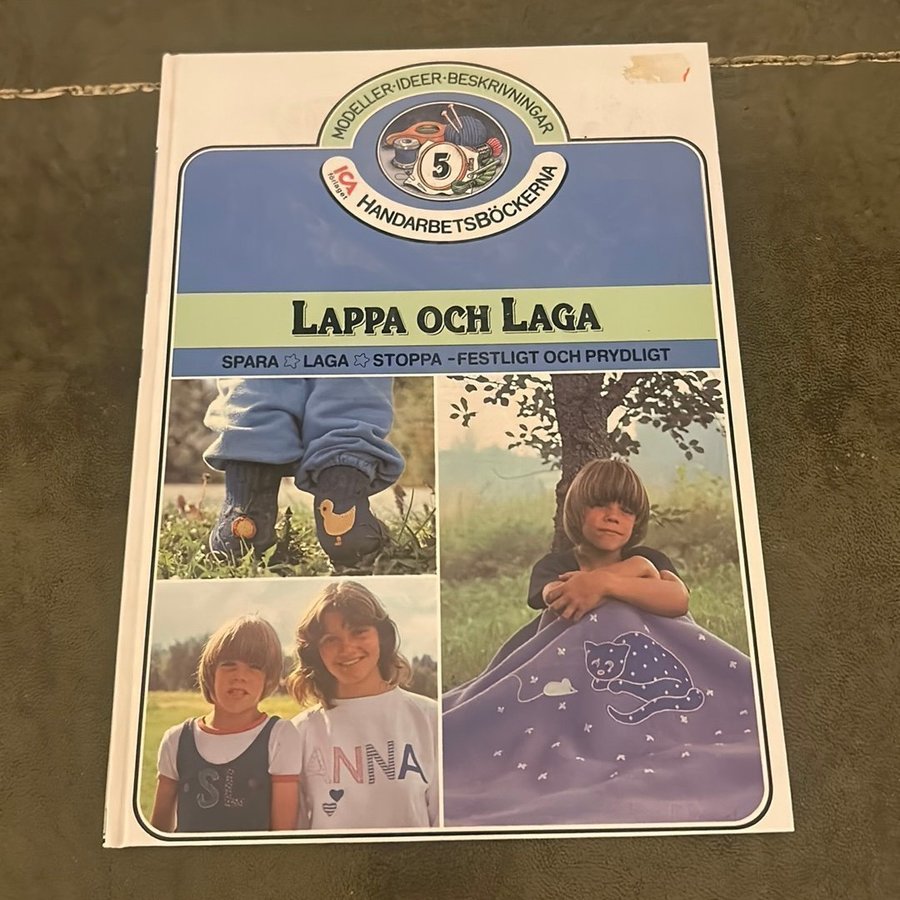 MODELLER·IDEER·BESKRIVNINGAR
5
ICA
förlaget
HANDARBETSBÖCKERNA
LAPPA OCH LAGA
SPARA ☆ LAGA ☆ STOPPA -FESTLIGT OCH PRYDLIGT
ANNA